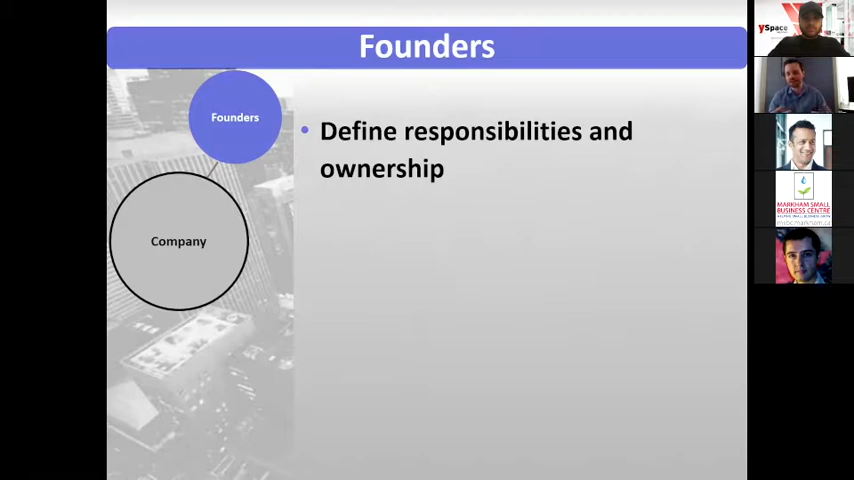 Founders
Founders
• Define responsibilities and
ownership
Company
ySpace
MARKHAM SMALL
BUSINESS CENTRE